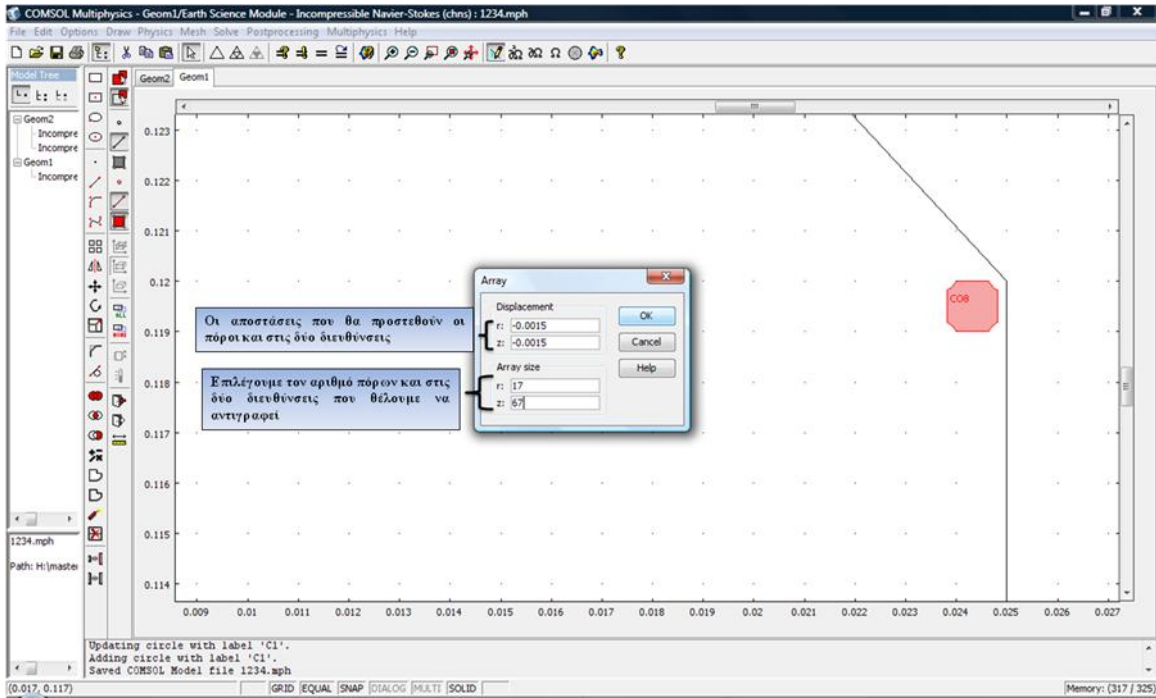 COMSOL Multiphysics - Geom1/Earth Science Module - Incompressible Navier-Stokes (chns) : 1234.mph
File Edit Options Draw Physics Mesh Solve Postprocessing Multiphysics Help
Model Tree
Geom2 Geom1
Geom2
Incompre
Incompre
Geom1
Incompre
0.123
0.122
0.121
0.12
0.119
0.118
0.117
0.116
0.115
0.114
CO8
Array
Displacement
r: -0.0015
z: -0.0015
Array size
r: 17
z: 67
OK
Cancel
Help
Οι αποστάσεις που θα προστεθούν οι
πόροι και στις δύο διευθύνσεις
Επιλέγουμε τον αριθμό πόρων και στις
δύο διευθύνσεις που θέλουμε να
αντιγραφεί
0.009 0.01 0.011 0.012 0.013 0.014 0.015 0.016 0.017 0.018 0.019 0.02 0.021 0.022 0.023 0.024 0.025 0.026 0.027
1234.mph
Path: H:\master
Updating circle with label 'C1'.
Adding circle with label 'C1'.
Saved COMSOL Model file 1234.mph
(0.017, 0.117)
GRID EQUAL SNAP DIALOG MULTI SOLID
Memory: (317 / 325)